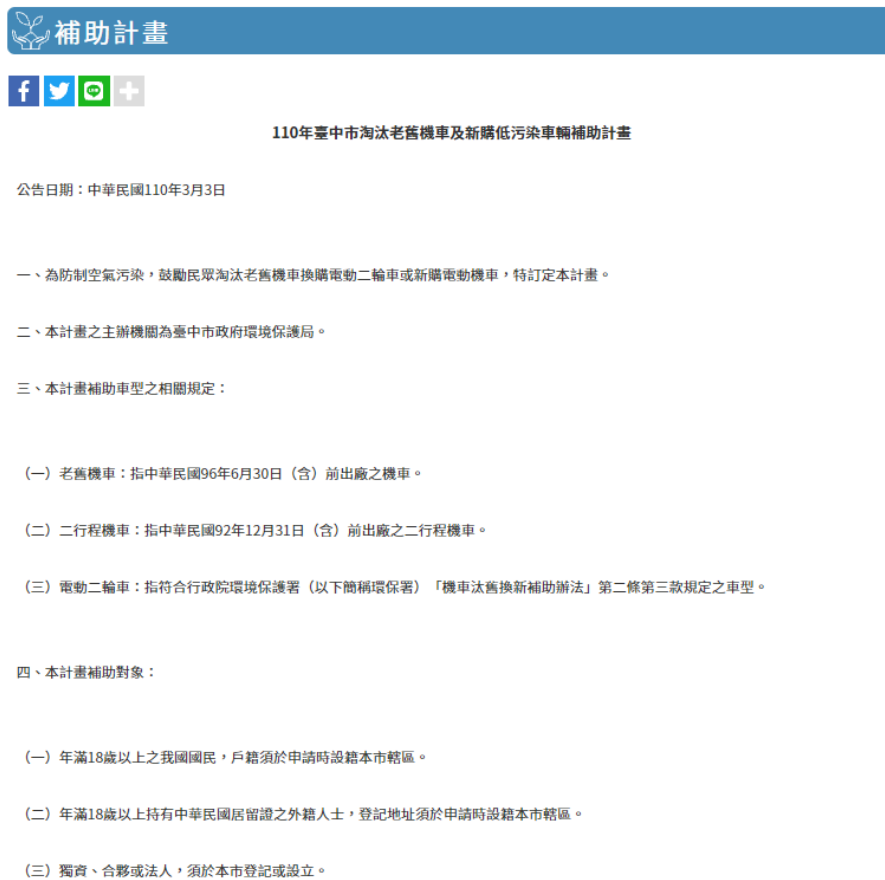 補助計畫
110年臺中市淘汰老舊機車及新購低污染車輛補助計畫
公告日期：中華民國110年3月3日
一、為防制空氣污染，鼓勵民眾淘汰老舊機車換購電動二輪車或新購電動機車，特訂定本計畫。
二、本計畫之主辦機關為臺中市政府環境保護局。
三、本計畫補助車型之相關規定：
（一）老舊機車：指中華民國96年6月30日（含）前出廠之機車。
（二）二行程機車：指中華民國92年12月31日（含）前出廠之二行程機車。
（三）電動二輪車：指符合行政院環境保護署（以下簡稱環保署）「機車汰舊換新補助辦法」第二條第三款規定之車型。
四、本計畫補助對象：
（一）年滿18歲以上之我國國民，戶籍須於申請時設籍本市轄區。
（二）年滿18歲以上持有中華民國居留證之外籍人士，登記地址須於申請時設籍本市轄區。
（三）獨資、合夥或法人，須於本市登記或設立。